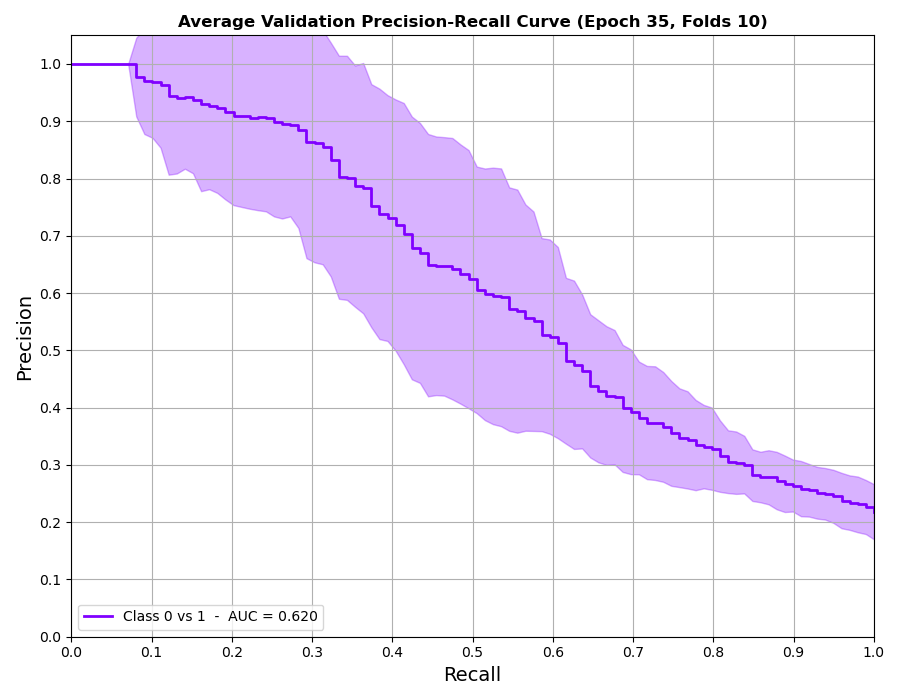 Average Validation Precision-Recall Curve (Epoch 35, Folds 10)
Precision
1.0
0.9
0.8
0.7
0.6
0.5
0.4
0.3
0.2
0.1
0.0
Class 0 vs 1 - AUC = 0.620
0.0 0.1 0.2 0.3 0.4 0.5 0.6 0.7 0.8 0.9 1.0
Recall